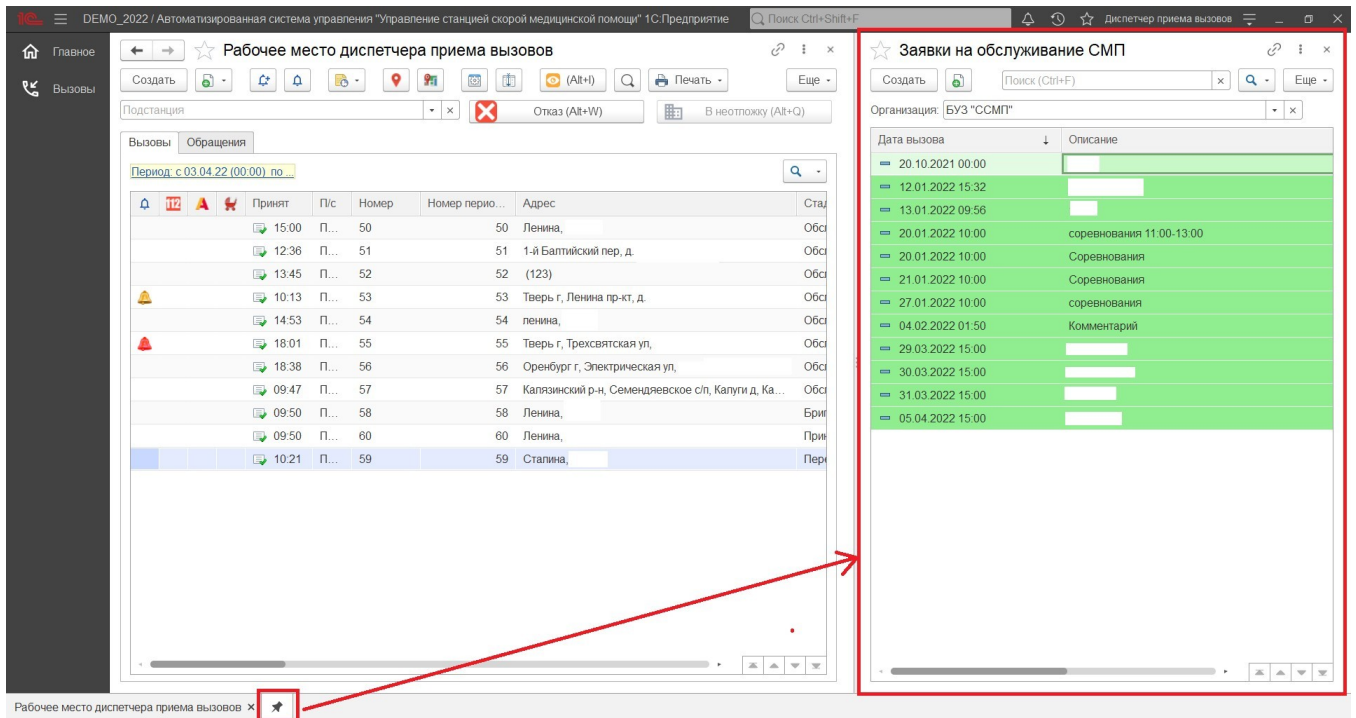 1С DEMO_2022 / Автоматизированная система управления "Управление станцией скорой медицинской помощи" 1С:Предприятие Поиск Ctrl+Shift+F Диспетчер приема вызовов
Главное
Вызовы
Рабочее место диспетчера приема вызовов
Создать (Alt+I) Печать Еще
Подстанция Отказ (Alt+W) В неотложку (Alt+Q)
Вызовы Обращения
Период: с 03.04.22 (00:00) по ...
112 А Принят П/с Номер Номер перио... Адрес Стад
15:00 П... 50 50 Ленина, Обсл
12:36 П... 51 51 1-й Балтийский пер, д. Обсл
13:45 П... 52 52 (123) Обсл
10:13 П... 53 53 Тверь г, Ленина пр-кт, д. Обсл
14:53 П... 54 54 ленина, Обсл
18:01 П... 55 55 Тверь г, Трехсвятская ул, Обсл
18:38 П... 56 56 Оренбург г, Электрическая ул, Обсл
09:47 П... 57 57 Калязинский р-н, Семендяевское с/п, Калуги д, Ка... Обсл
09:50 П... 58 58 Ленина, Бриг
09:50 П... 60 60 Ленина, Прин
10:21 П... 59 59 Сталина, Пере
Рабочее место диспетчера приема вызовов
Заявки на обслуживание СМП
Создать Поиск (Ctrl+F) Еще
Организация: БУЗ "ССМП"
Дата вызова Описание
20.10.2021 00:00
12.01.2022 15:32
13.01.2022 09:56
20.01.2022 10:00 соревнования 11:00-13:00
20.01.2022 10:00 Соревнования
21.01.2022 10:00 Соревнования
27.01.2022 10:00 соревнования
04.02.2022 01:50 Комментарий
29.03.2022 15:00
30.03.2022 15:00
31.03.2022 15:00
05.04.2022 15:00